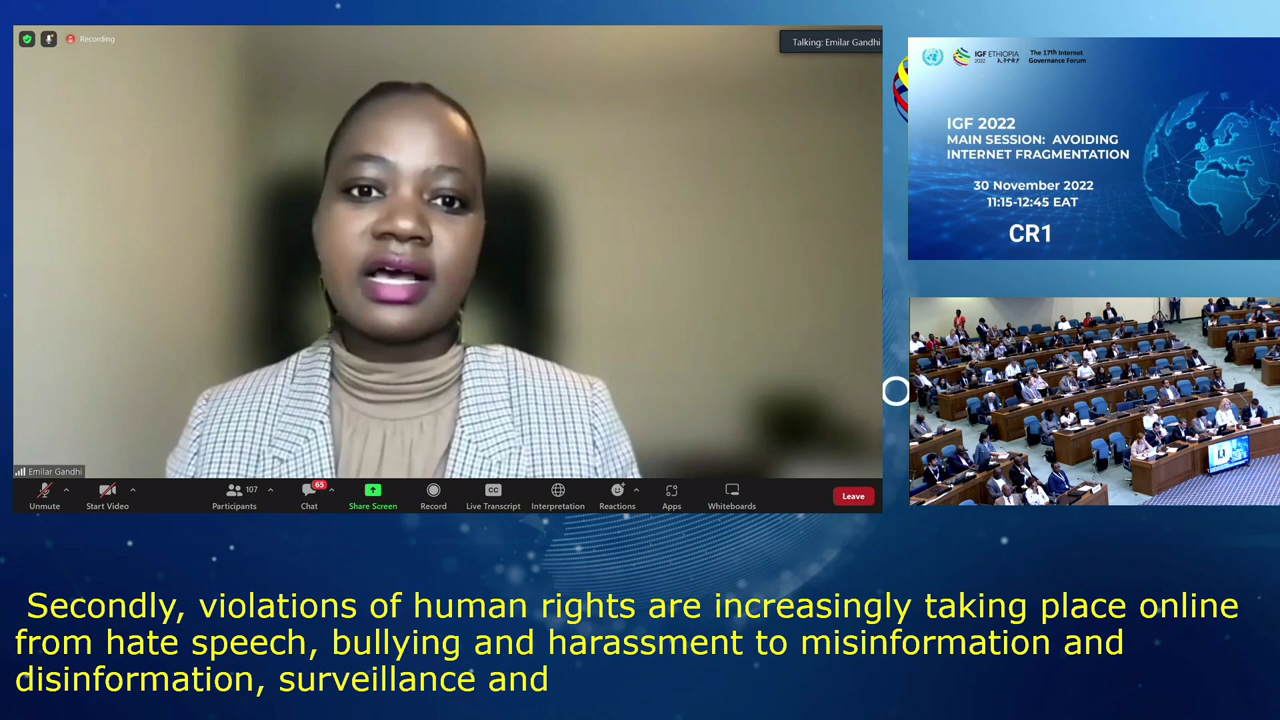 Recording
Talking: Emilar Gandhi
Emilar Gandhi
Unmute
Start Video
107
Participants
65
Chat
Share Screen
Record
CC
Live Transcript
Interpretation
Reactions
Apps
Whiteboards
Leave
IGF ETHIOPIA
2022 ኢትዮጵያ
The 17th Internet
Governance Forum
IGF 2022
MAIN SESSION: AVOIDING
INTERNET FRAGMENTATION
30 November 2022
11:15-12:45 EAT
CR1
Secondly, violations of human rights are increasingly taking place online
from hate speech, bullying and harassment to misinformation and
disinformation, surveillance and